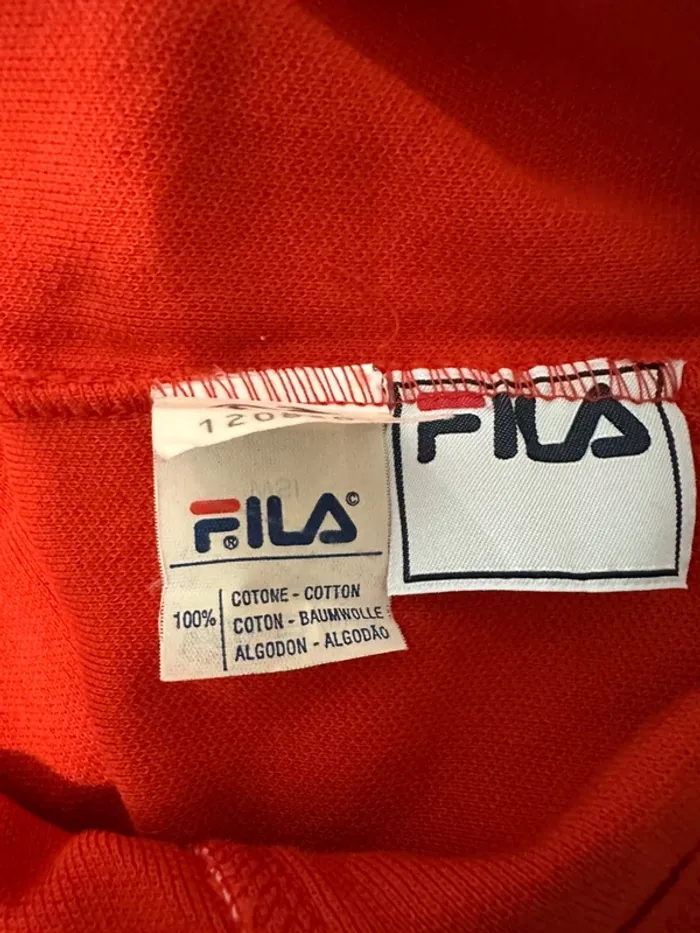 FILA
FILA©
®
100%
COTONE - COTTON
COTON - BAUMWOLLE
ALGODON - ALGODÃO